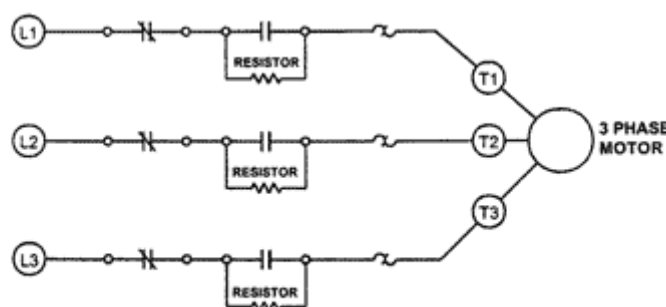 L1
RESISTOR
T1
L2
RESISTOR
T2
3 PHASE
MOTOR
T3
L3
RESISTOR